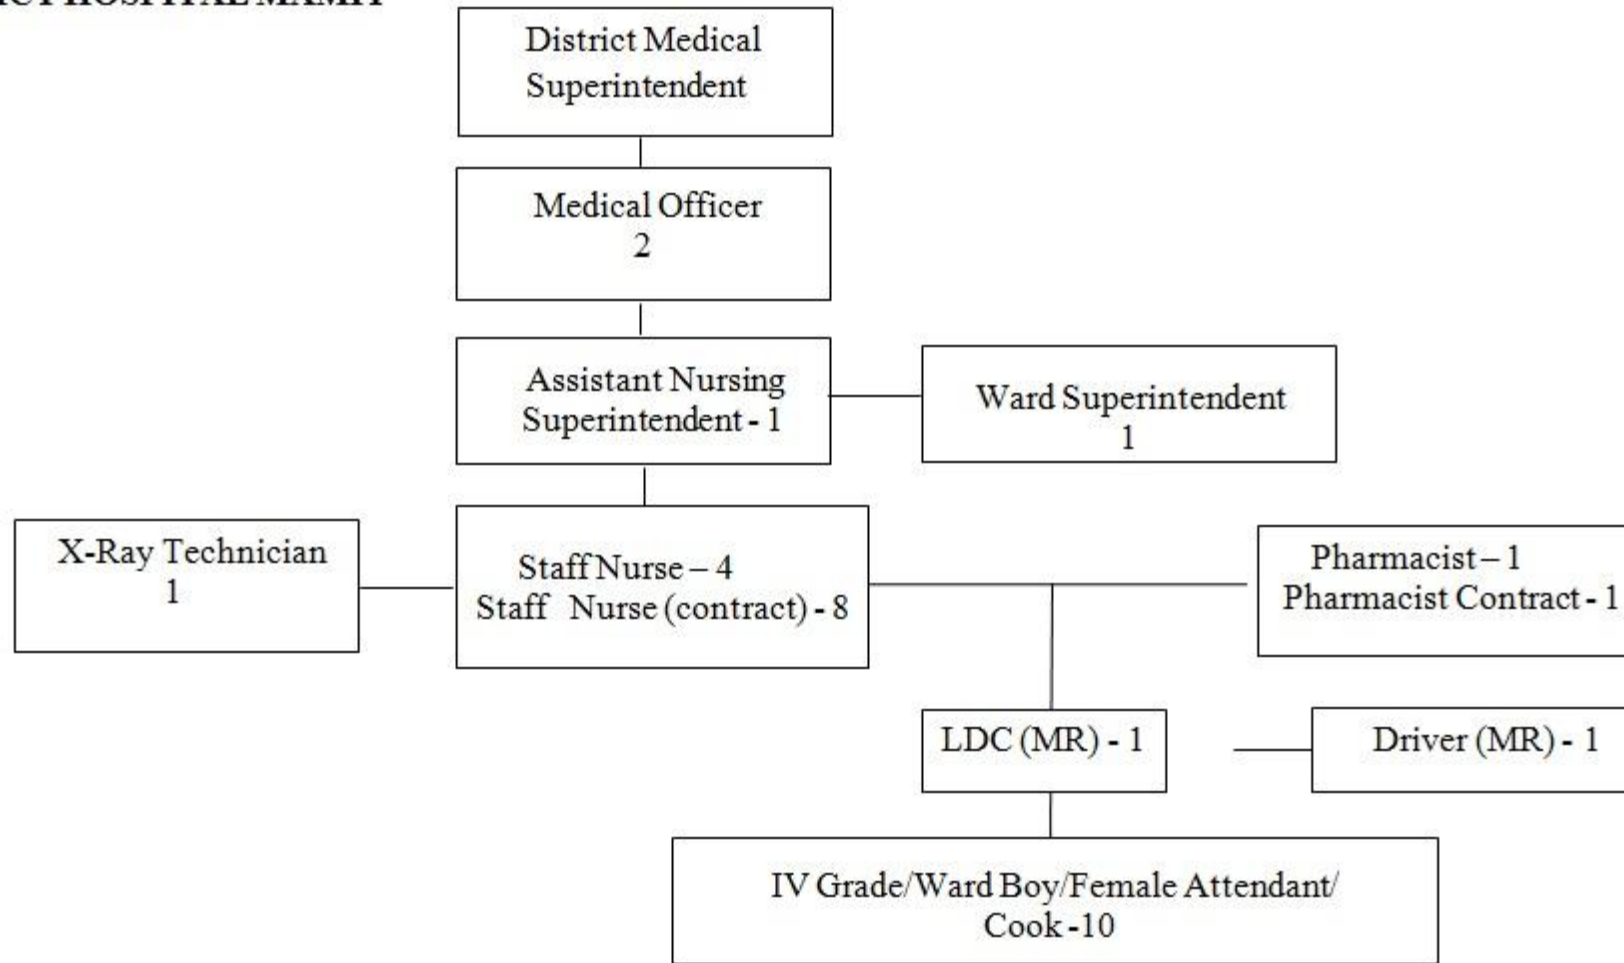 HOSPITAL MAMIT
District Medical
Superintendent
Medical Officer
2
Assistant Nursing
Superintendent - 1
Ward Superintendent
1
X-Ray Technician
1
Staff Nurse – 4
Staff Nurse (contract) - 8
Pharmacist – 1
Pharmacist Contract - 1
LDC (MR) - 1
Driver (MR) - 1
IV Grade/Ward Boy/Female Attendant/
Cook -10